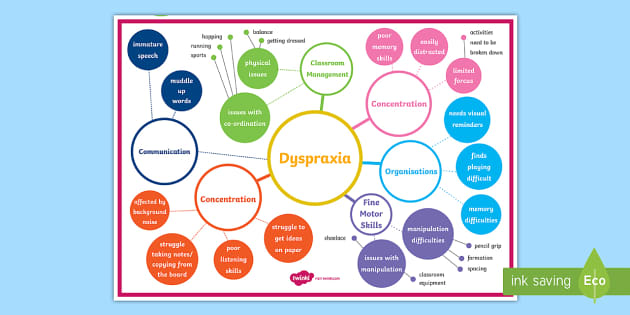 immature
speech
muddle
up
words
Communication
hopping
running
sports
balance
getting dressed
physical
issues
issues with
co-ordination
Classroom
Management
poor
memory
skills
easily
distracted
activities
need to be
broken down
limited
forcus
Concentration
Dyspraxia
needs visual
reminders
finds
playing
difficult
memory
difficulties
Organisations
Concentration
affected by
background
noise
struggle
taking notes/
copying from
the board
poor
listening
skills
struggle to
get ideas
on paper
Fine
Motor
Skills
shoelace
issues with
manipulation
classroom
equipment
manipulation
difficulties
pencil grip
formation
spacing
twinkl
ink saving
Eco